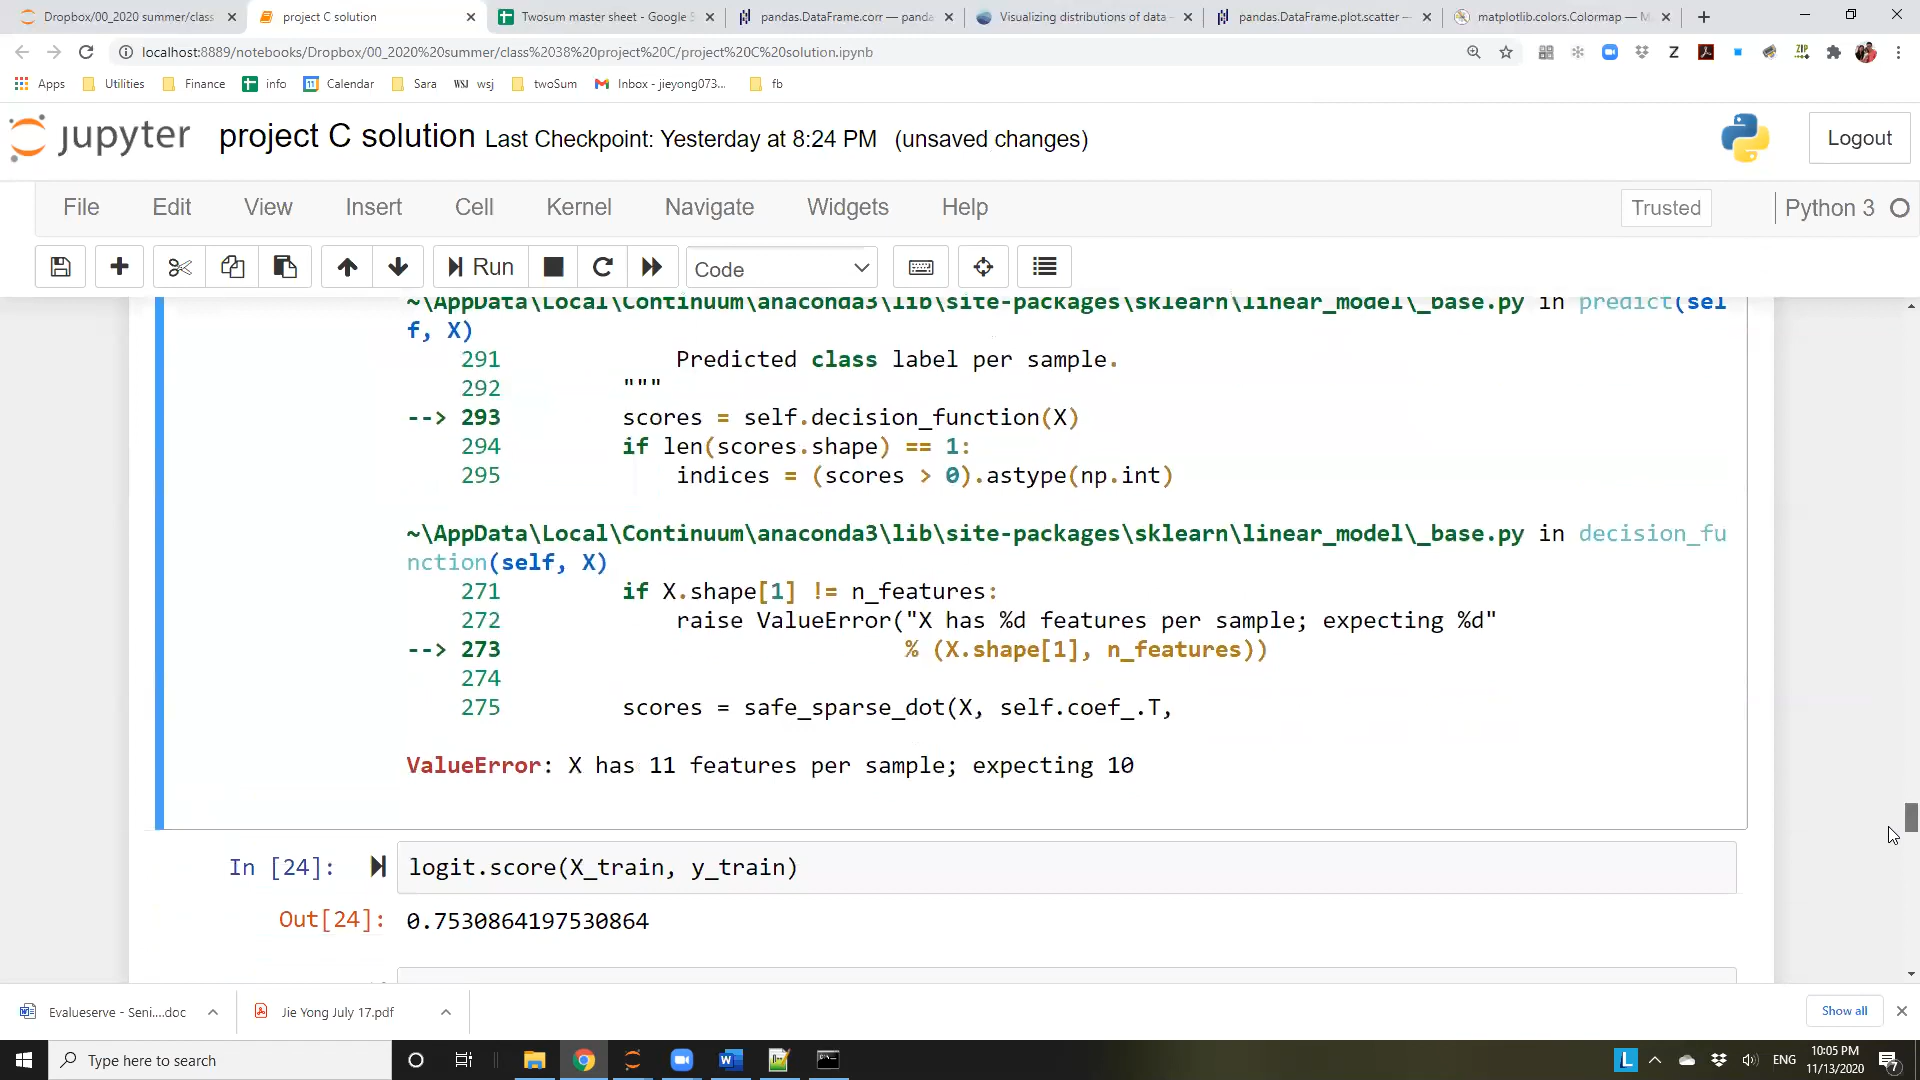 Dropbox/00_2020 summer/class
project C solution
Twosum master sheet - Google S
pandas.DataFrame.corr — panda
Visualizing distributions of data —
pandas.DataFrame.plot.scatter —
matplotlib.colors.Colormap — M
localhost:8889/notebooks/Dropbox/00_2020%20summer/class%2038%20project%20C/project%20C%20solution.ipynb
Apps Utilities Finance info Calendar Sara WSJ wsj twoSum Inbox - jieyong073... fb
jupyter project C solution Last Checkpoint: Yesterday at 8:24 PM (unsaved changes)
Logout
File Edit View Insert Cell Kernel Navigate Widgets Help
Trusted
Python 3
Run
Code
~\AppData\Local\Continuum\anaconda3\lib\site-packages\sklearn\linear_model\_base.py in predict(sel
f, X)
291 Predicted class label per sample.
292 """
--> 293 scores = self.decision_function(X)
294 if len(scores.shape) == 1:
295 indices = (scores > 0).astype(np.int)
~\AppData\Local\Continuum\anaconda3\lib\site-packages\sklearn\linear_model\_base.py in decision_fu
nction(self, X)
271 if X.shape[1] != n_features:
272 raise ValueError("X has %d features per sample; expecting %d"
--> 273 % (X.shape[1], n_features))
274
275 scores = safe_sparse_dot(X, self.coef_.T,
ValueError: X has 11 features per sample; expecting 10
In [24]: logit.score(X_train, y_train)
Out[24]: 0.7530864197530864
Evalueserve - Seni....doc
Jie Yong July 17.pdf
Show all
Type here to search
L
ENG
10:05 PM
11/13/2020
7